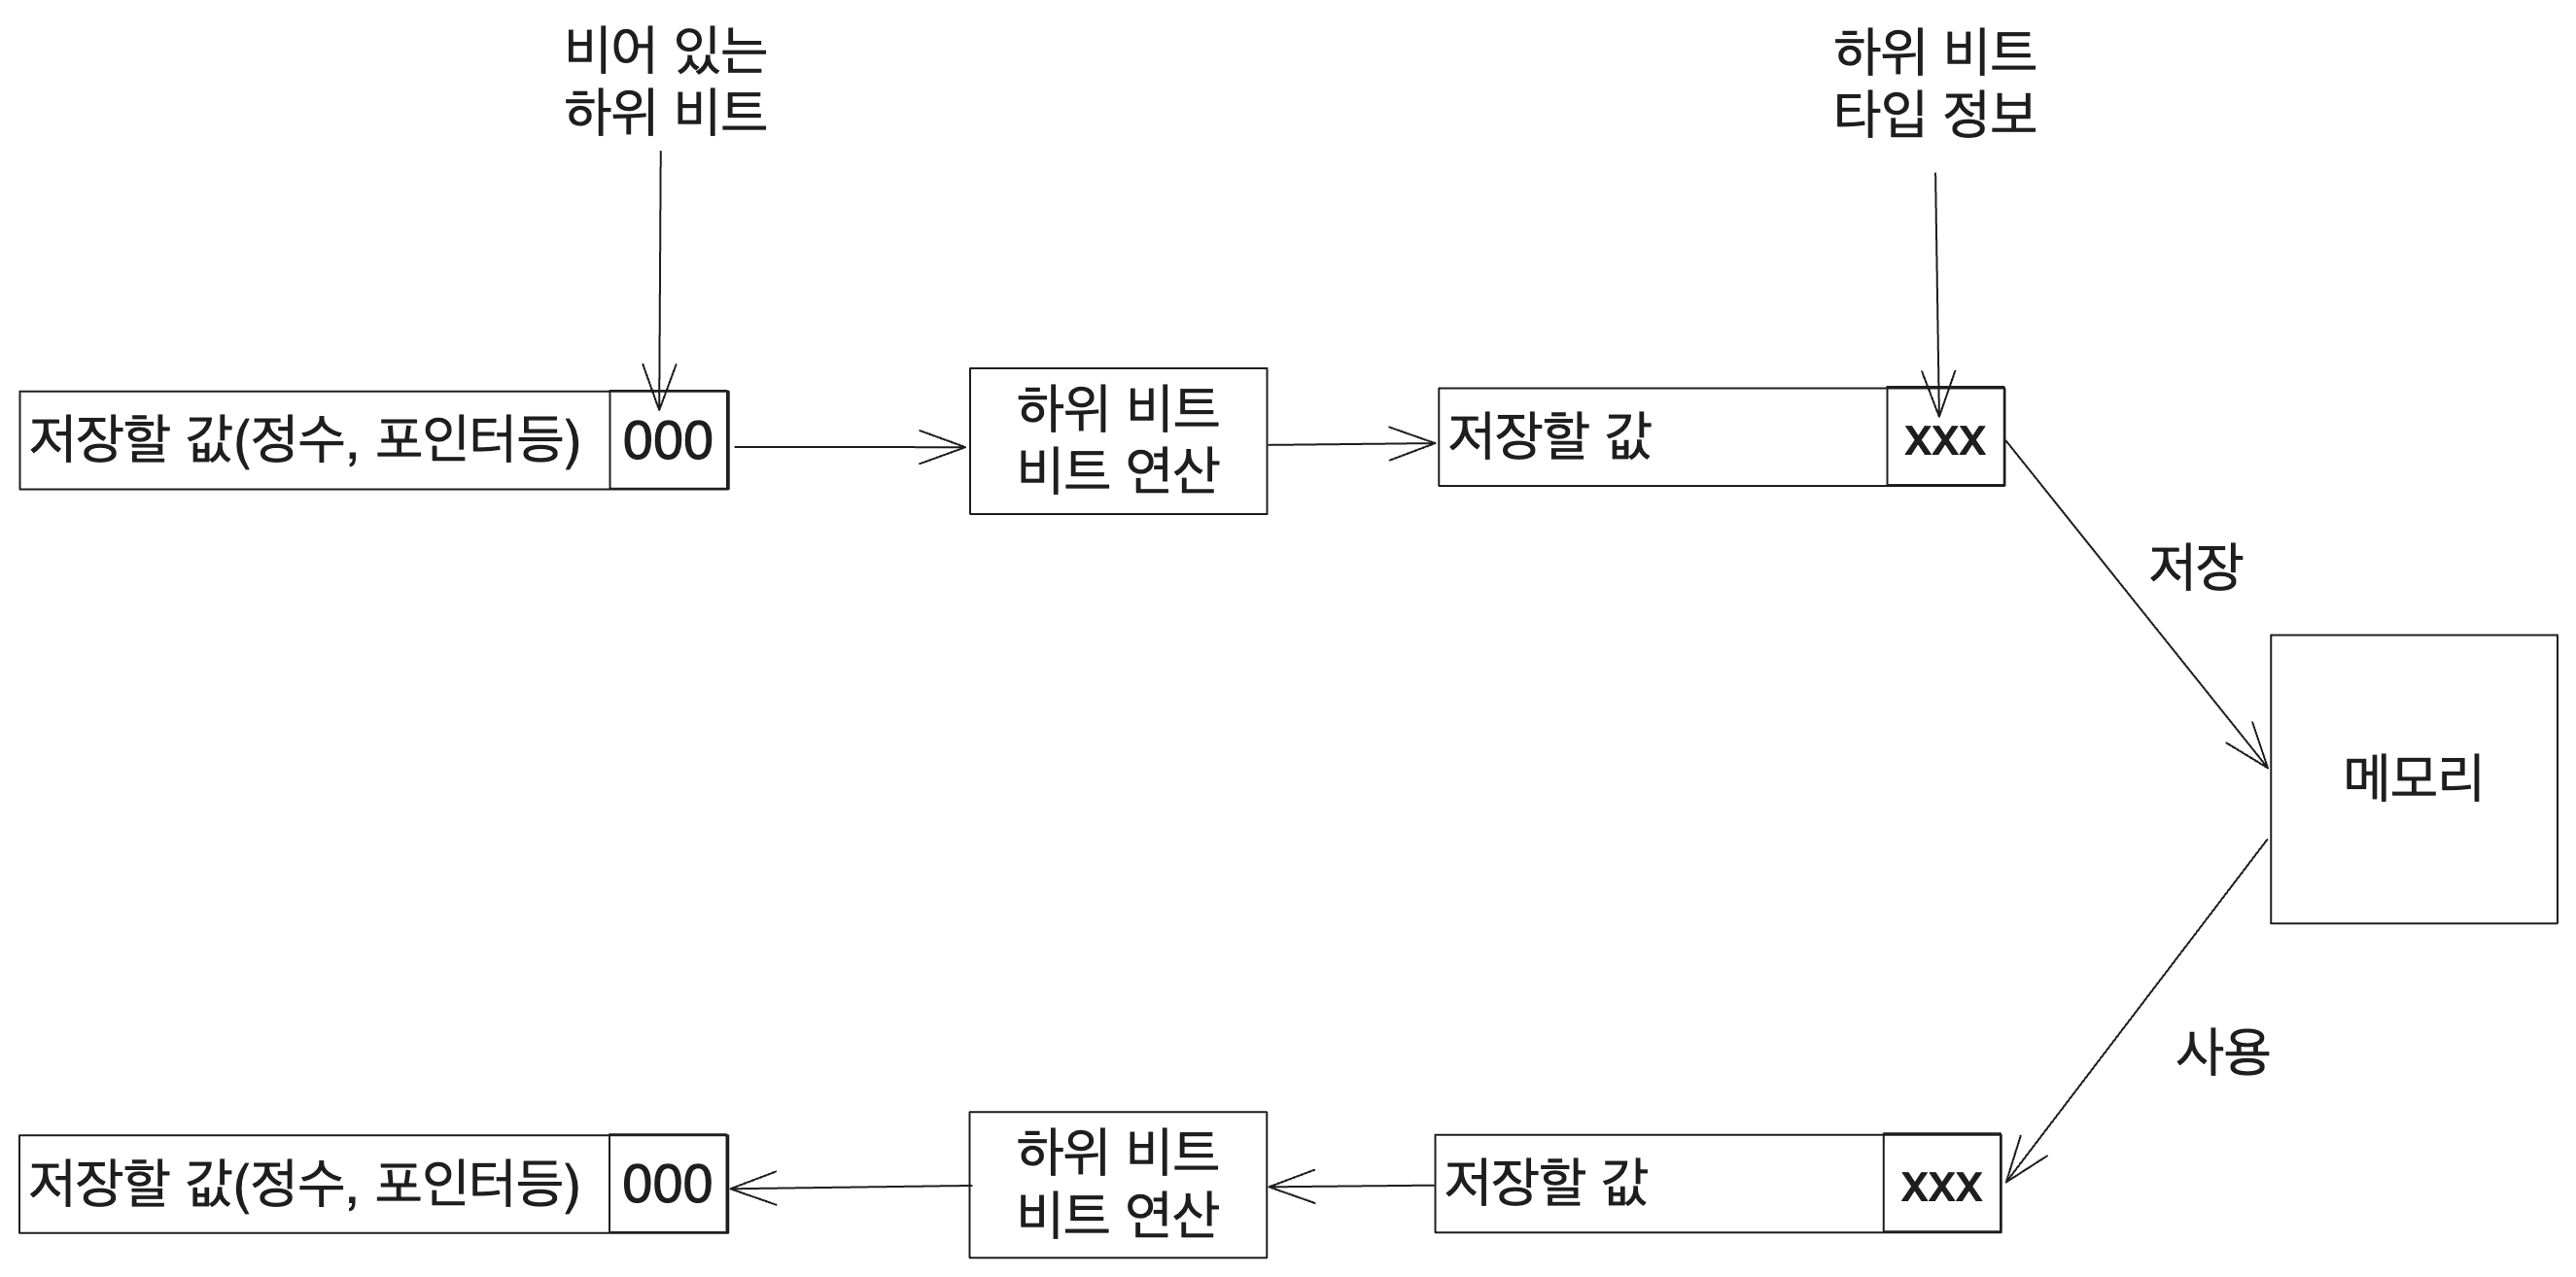 비어 있는
하위 비트
하위 비트
타입 정보
저장할 값(정수, 포인터등)
000
하위 비트
비트 연산
저장할 값
xxx
저장
메모리
사용
저장할 값(정수, 포인터등)
000
하위 비트
비트 연산
저장할 값
xxx